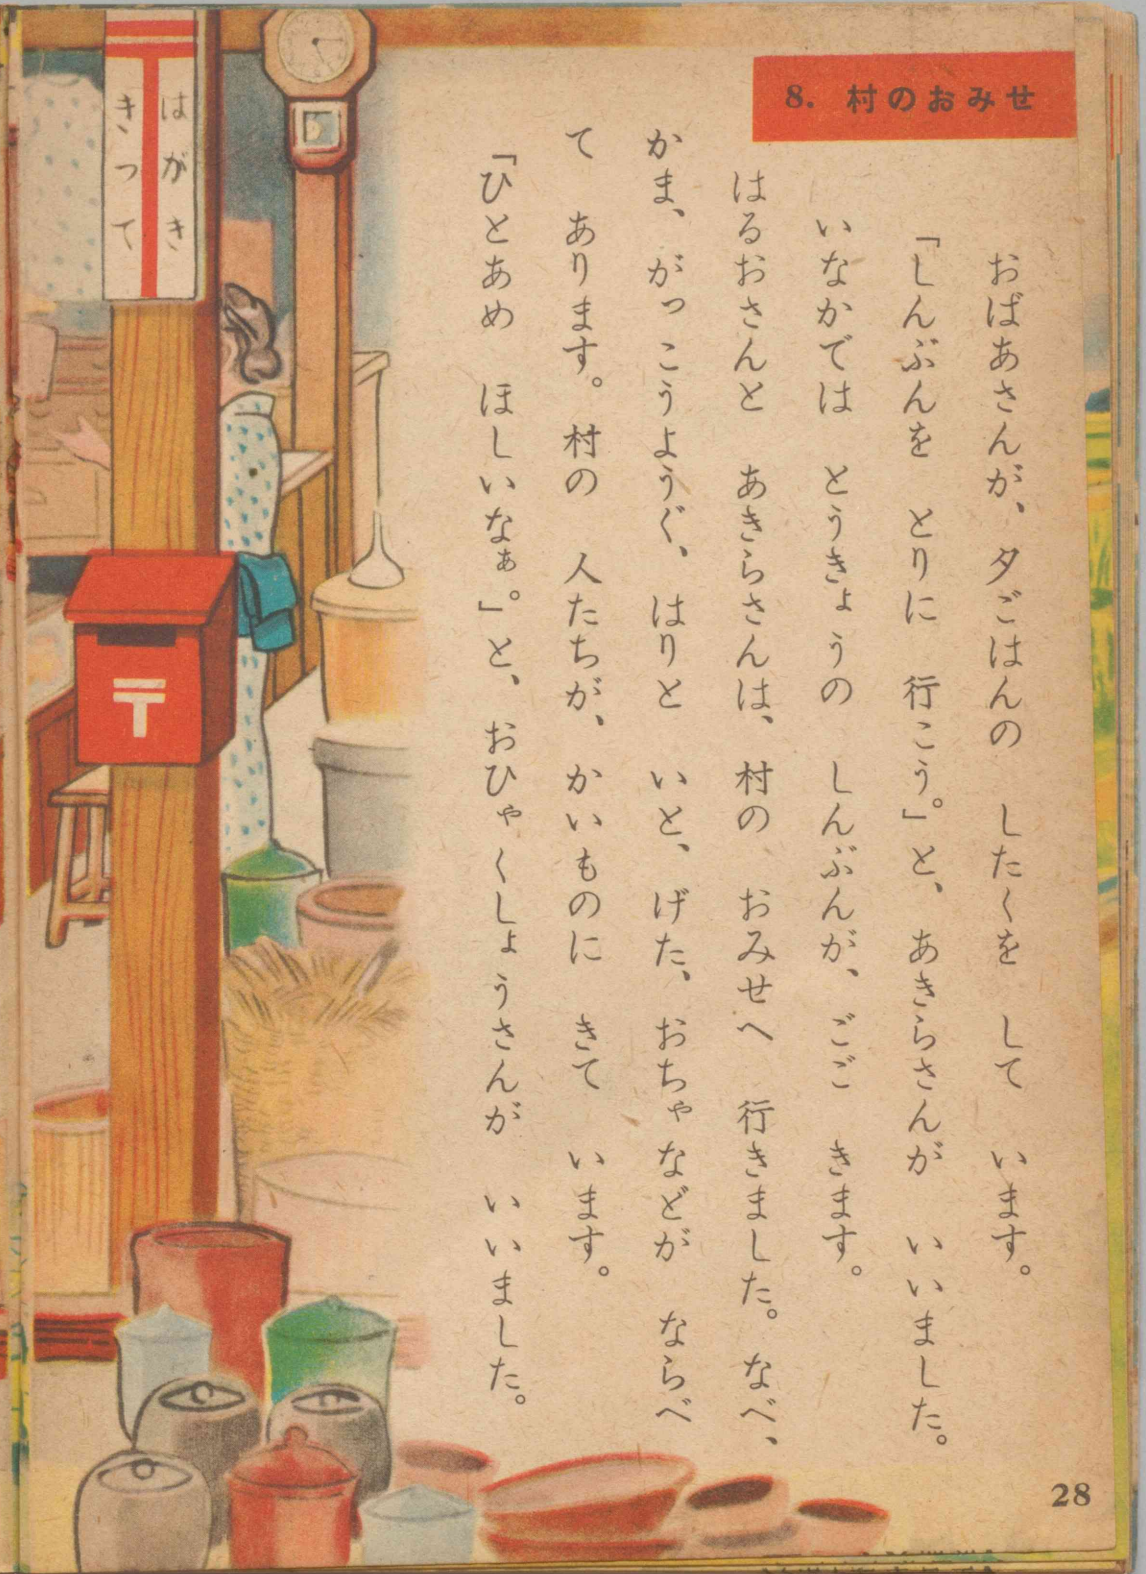 8. 村のおみせ
おばあさんが、夕ごはんの　したくを　して　います。
「しんぶんを　とりに　行こう。」と、あきらさんが　いいました。
いなかでは　とうきょうの　しんぶんが、ごご　きます。
はるおさんと　あきらさんは、村の　おみせへ　行きました。なべ、
かま、がっこうようぐ、はりと　いと、げた、おちゃなどが　ならべ
て　あります。村の　人たちが、かいものに　きて　います。
「ひとあめ　ほしいなぁ。」と、おひゃくしょうさんが　いいました。
はがき
きって
〒
28